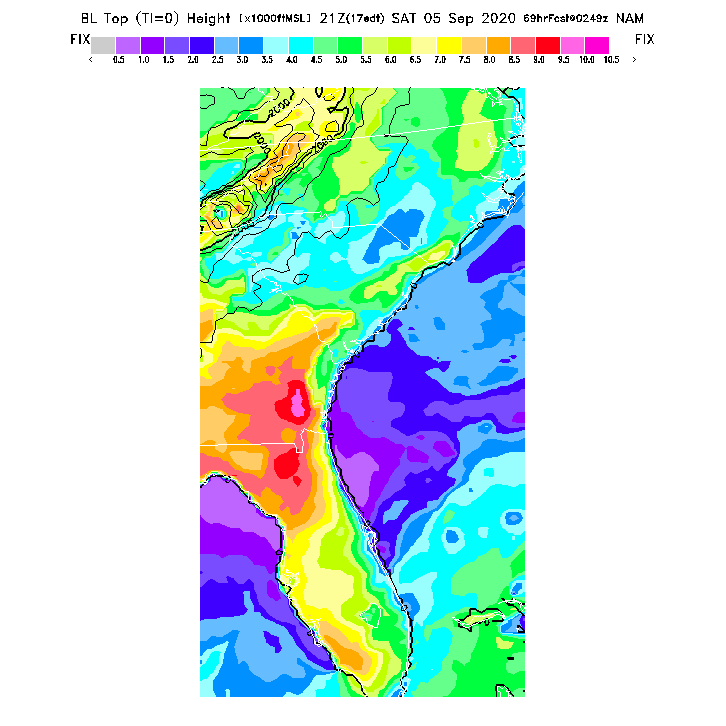 BL Top (TI=0) Height [x1000ftMSL] 21Z(17edt) SAT 05 Sep 2020 69hrFcst@0249z NAM
FIX FIX
< 0.5 1.0 1.5 2.0 2.5 3.0 3.5 4.0 4.5 5.0 5.5 6.0 6.5 7.0 7.5 8.0 8.5 9.0 9.5 10.0 10.5 >
2000
2000
2000